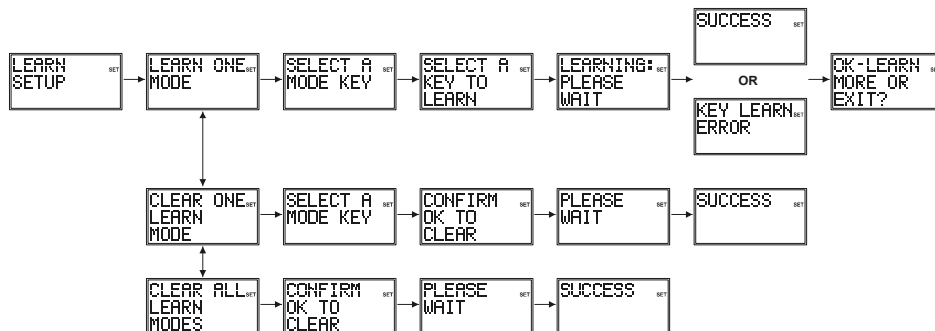 SUCCESS SET
LEARN SET
SETUP
LEARN ONE SET
MODE
SELECT A SET
MODE KEY
SELECT A SET
KEY TO
LEARN
LEARNING: SET
PLEASE
WAIT
OR
OK-LEARN SE
MORE OR
EXIT?
KEY LEARN SET
ERROR
CLEAR ONE SET
LEARN
MODE
SELECT A SET
MODE KEY
CONFIRM SET
OK TO
CLEAR
PLEASE SET
WAIT
SUCCESS SET
CLEAR ALL SET
LEARN
MODES
CONFIRM SET
OK TO
CLEAR
PLEASE SET
WAIT
SUCCESS SET